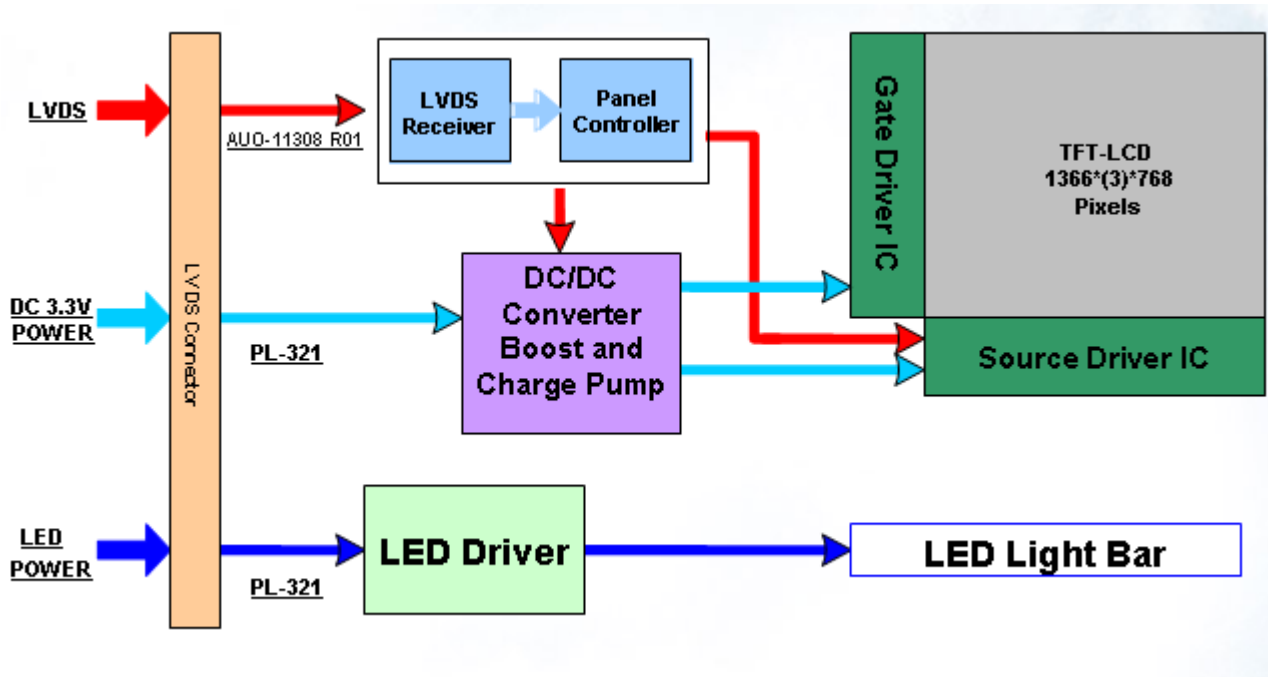 LVDS
AUO-11308 R01
LVDS
Receiver
Panel
Controller
Gate Driver IC
TFT-LCD
1366*(3)*768
Pixels
DC 3.3V
POWER
LVDS Connector
PL-321
DC/DC
Converter
Boost and
Charge Pump
Source Driver IC
LED
POWER
PL-321
LED Driver
LED Light Bar